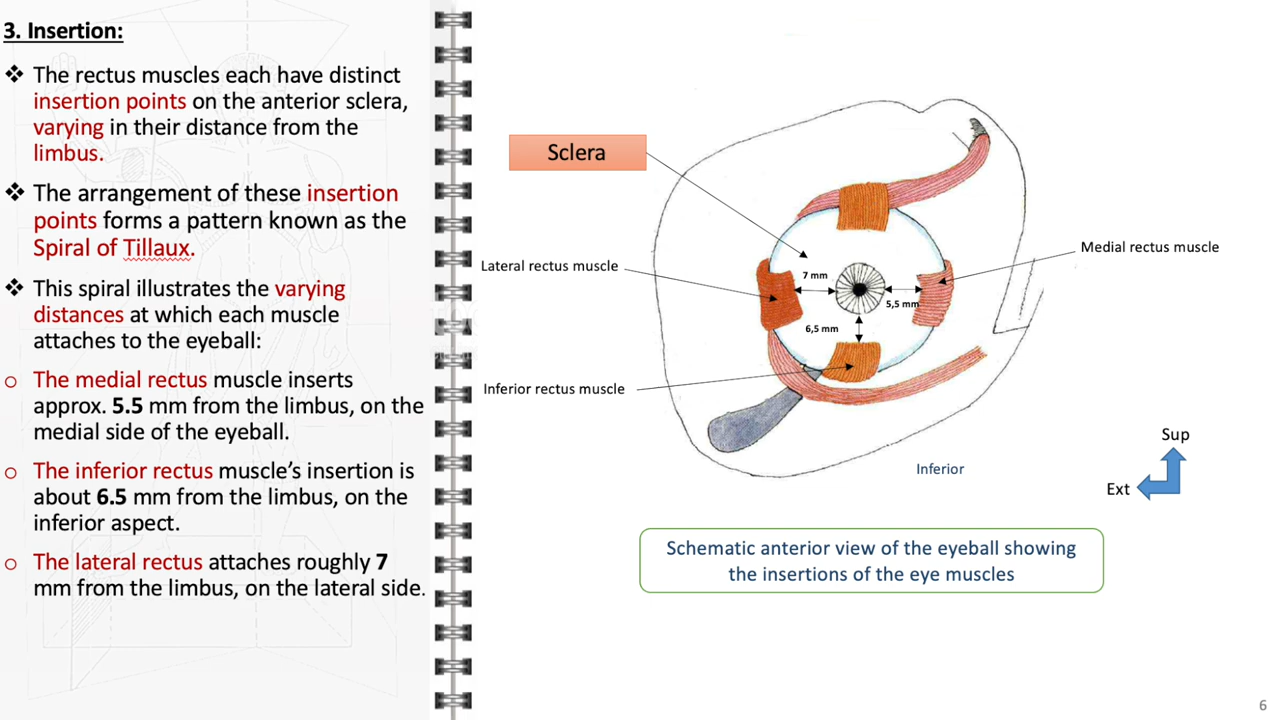 3. Insertion:
❖ The rectus muscles each have distinct
insertion points on the anterior sclera,
varying in their distance from the
limbus.
❖ The arrangement of these insertion
points forms a pattern known as the
Spiral of Tillaux.
❖ This spiral illustrates the varying
distances at which each muscle
attaches to the eyeball:
o The medial rectus muscle inserts
approx. 5.5 mm from the limbus, on the
medial side of the eyeball.
o The inferior rectus muscle’s insertion is
about 6.5 mm from the limbus, on the
inferior aspect.
o The lateral rectus attaches roughly 7
mm from the limbus, on the lateral side.
Sclera
Lateral rectus muscle
Medial rectus muscle
7 mm
5,5 mm
6,5 mm
Inferior rectus muscle
Inferior
Sup
Ext
Schematic anterior view of the eyeball showing
the insertions of the eye muscles
6